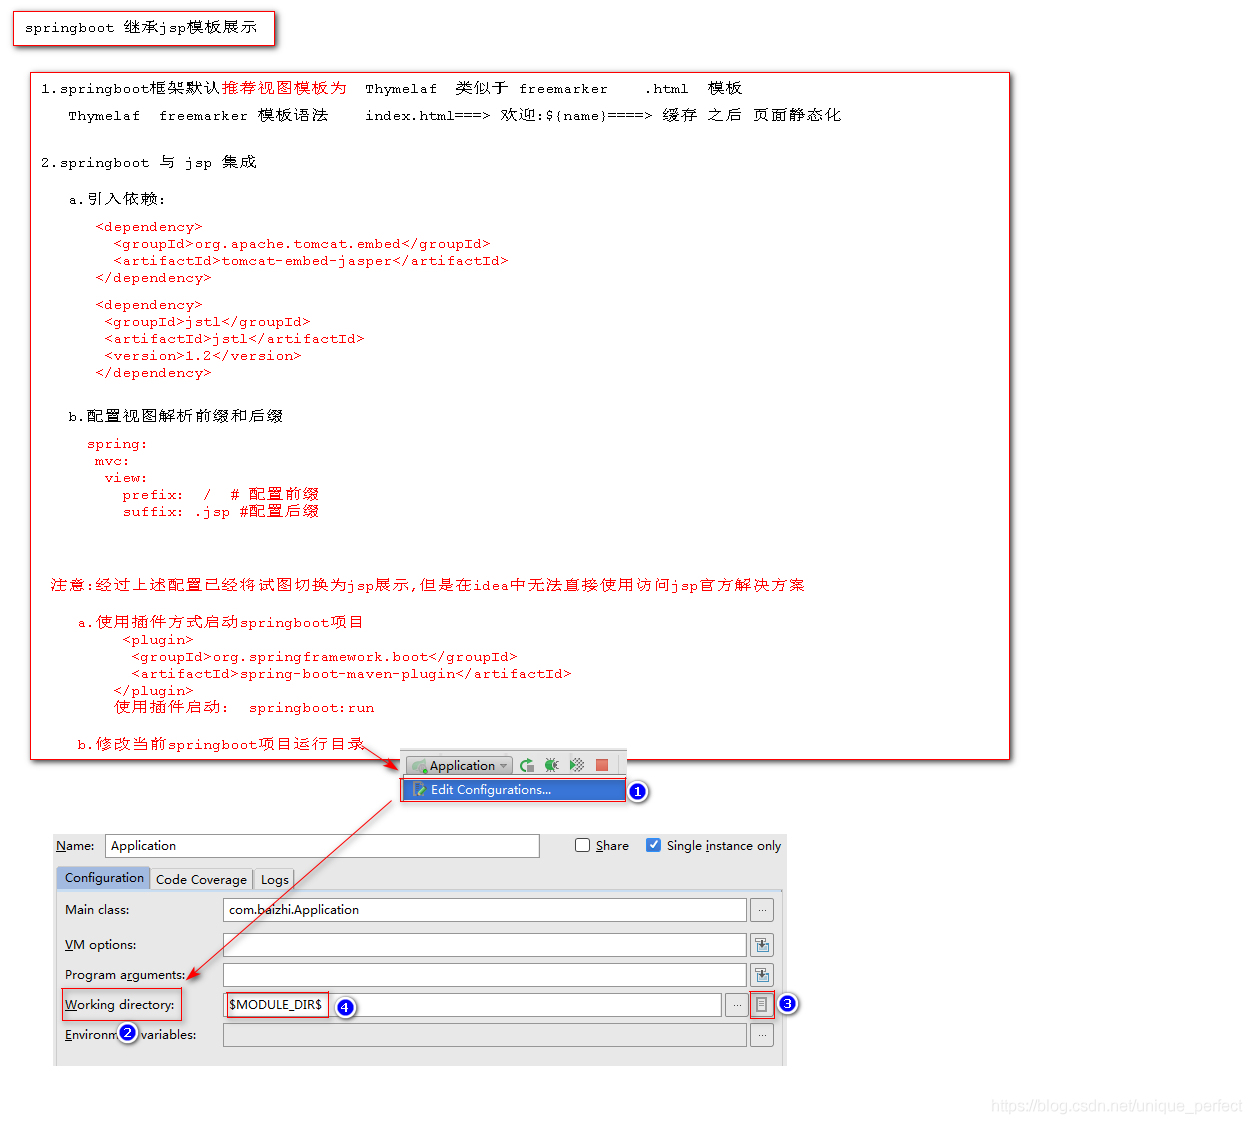 springboot 继承jsp模板展示
1.springboot框架默认推荐视图模板为 Thymelaf 类似于 freemarker .html 模板
Thymelaf freemarker 模板语法 index.html===> 欢迎:${name}====> 缓存 之后 页面静态化
2.springboot 与 jsp 集成
a.引入依赖:
<dependency>
<groupId>org.apache.tomcat.embed</groupId>
<artifactId>tomcat-embed-jasper</artifactId>
</dependency>
<dependency>
<groupId>jstl</groupId>
<artifactId>jstl</artifactId>
<version>1.2</version>
</dependency>
b.配置视图解析前缀和后缀
spring:
mvc:
view:
prefix: / # 配置前缀
suffix: .jsp #配置后缀
注意:经过上述配置已经将试图切换为jsp展示,但是在idea中无法直接使用访问jsp官方解决方案
a.使用插件方式启动springboot项目
<plugin>
<groupId>org.springframework.boot</groupId>
<artifactId>spring-boot-maven-plugin</artifactId>
</plugin>
使用插件启动： springboot:run
b.修改当前springboot项目运行目录
Application
Edit Configurations... 1
Name: Application Share Single instance only
Configuration Code Coverage Logs
Main class: com.baizhi.Application ...
VM options:
Program arguments:
Working directory: $MODULE_DIR$ 4 ... 3
Environm 2 variables: ...
https://blog.csdn.net/unique_perfect